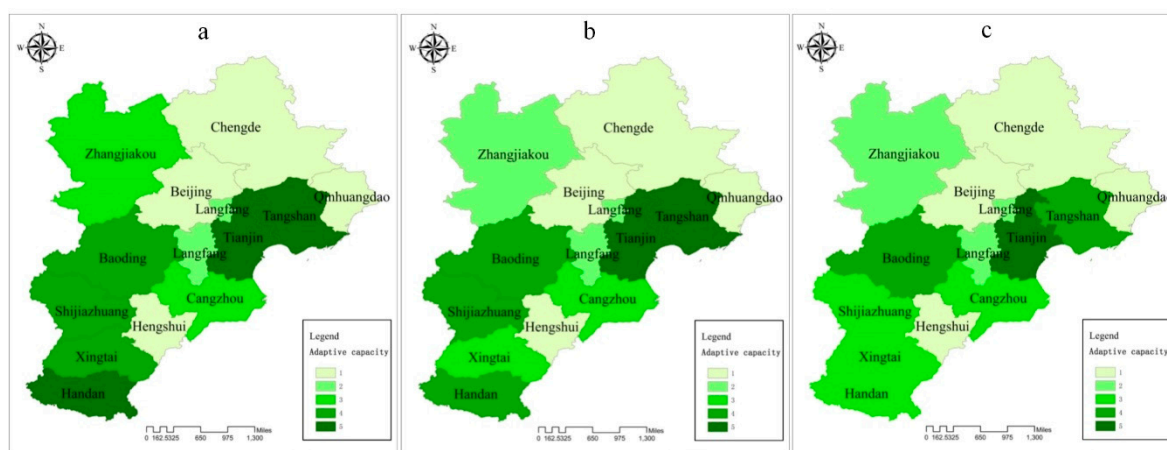 a
N
W E
S
Chengde
Zhangjiakou
Beijing
Qinhuangdao
Langfang
Tangshan
Tianjin
Baoding
Langfang
Cangzhou
Shijiazhuang
Hengshui
Xingtai
Handan
Legend
Adaptive capacity
1
2
3
4
5
Miles
0 162.5325 650 975 1,300
b
N
W E
S
Chengde
Zhangjiakou
Beijing
Qinhuangdao
Langfang
Tangshan
Tianjin
Baoding
Langfang
Cangzhou
Shijiazhuang
Hengshui
Xingtai
Handan
Legend
Adaptive capacity
1
2
3
4
5
Miles
0 162.5325 650 975 1,300
c
N
W E
S
Chengde
Zhangjiakou
Beijing
Qinhuangdao
Langfang
Tangshan
Tianjin
Baoding
Langfang
Cangzhou
Shijiazhuang
Hengshui
Xingtai
Handan
Legend
Adaptive capacity
1
2
3
4
5
Miles
0 162.5325 650 975 1,300